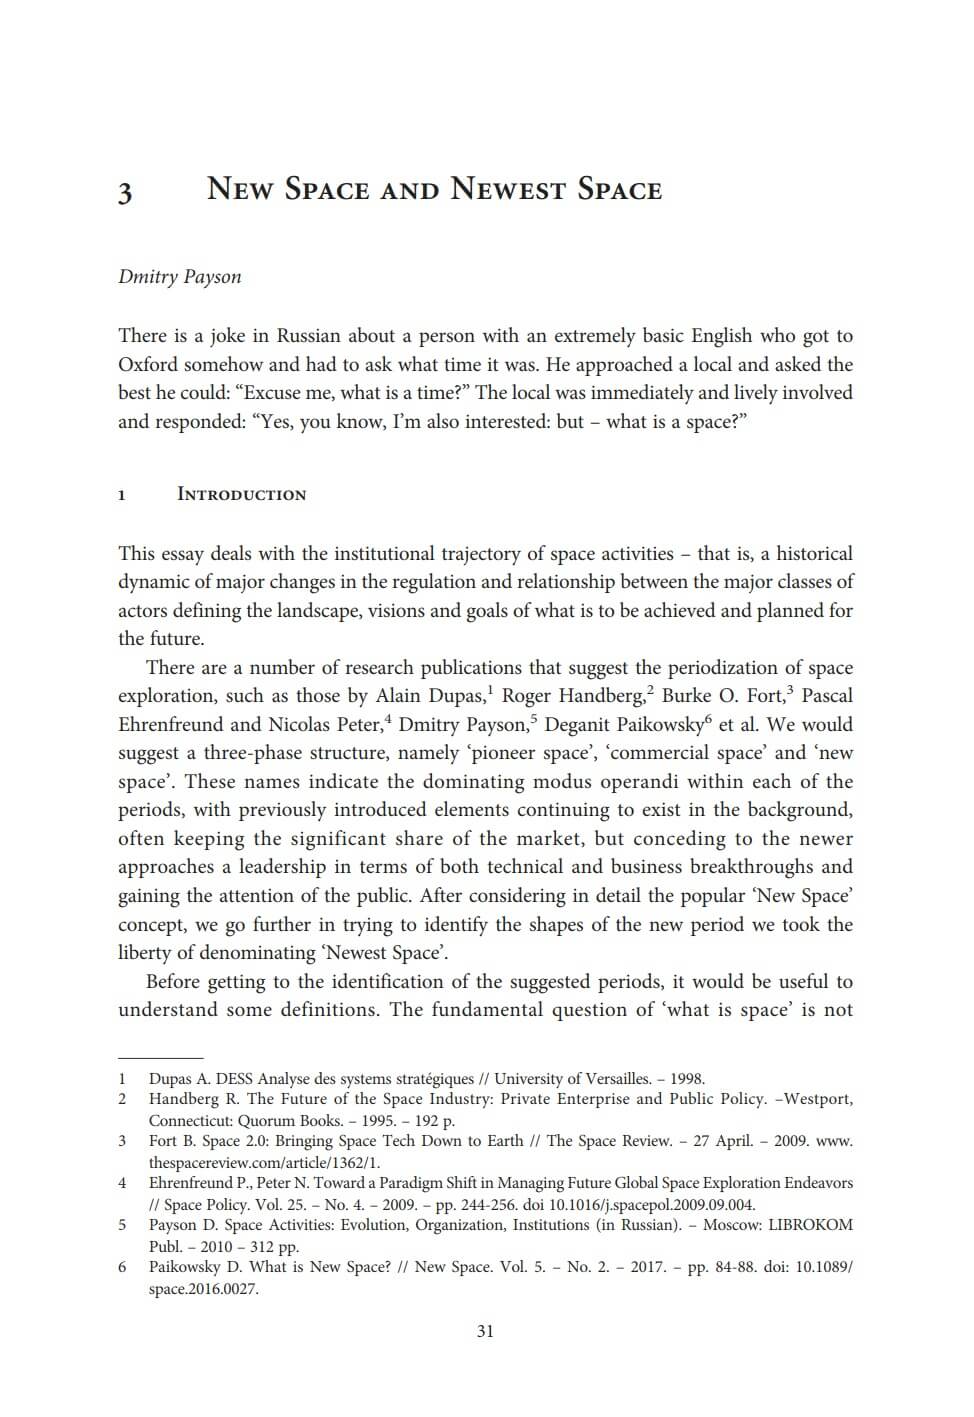 3 New Space and Newest Space
Dmitry Payson
There is a joke in Russian about a person with an extremely basic English who got to
Oxford somehow and had to ask what time it was. He approached a local and asked the
best he could: “Excuse me, what is a time?” The local was immediately and lively involved
and responded: “Yes, you know, I’m also interested: but – what is a space?”
1 Introduction
This essay deals with the institutional trajectory of space activities – that is, a historical
dynamic of major changes in the regulation and relationship between the major classes of
actors defining the landscape, visions and goals of what is to be achieved and planned for
the future.
There are a number of research publications that suggest the periodization of space
exploration, such as those by Alain Dupas,1 Roger Handberg,2 Burke O. Fort,3 Pascal
Ehrenfreund and Nicolas Peter,4 Dmitry Payson,5 Deganit Paikowsky6 et al. We would
suggest a three-phase structure, namely ‘pioneer space’, ‘commercial space’ and ‘new
space’. These names indicate the dominating modus operandi within each of the
periods, with previously introduced elements continuing to exist in the background,
often keeping the significant share of the market, but conceding to the newer
approaches a leadership in terms of both technical and business breakthroughs and
gaining the attention of the public. After considering in detail the popular ‘New Space’
concept, we go further in trying to identify the shapes of the new period we took the
liberty of denominating ‘Newest Space’.
Before getting to the identification of the suggested periods, it would be useful to
understand some definitions. The fundamental question of ‘what is space’ is not
1 Dupas A. DESS Analyse des systems stratégiques // University of Versailles. – 1998.
2 Handberg R. The Future of the Space Industry: Private Enterprise and Public Policy. –Westport,
Connecticut: Quorum Books. – 1995. – 192 p.
3 Fort B. Space 2.0: Bringing Space Tech Down to Earth // The Space Review. – 27 April. – 2009. www.
thespacereview.com/article/1362/1.
4 Ehrenfreund P., Peter N. Toward a Paradigm Shift in Managing Future Global Space Exploration Endeavors
// Space Policy. Vol. 25. – No. 4. – 2009. – pp. 244-256. doi 10.1016/j.spacepol.2009.09.004.
5 Payson D. Space Activities: Evolution, Organization, Institutions (in Russian). – Moscow: LIBROKOM
Publ. – 2010 – 312 pp.
6 Paikowsky D. What is New Space? // New Space. Vol. 5. – No. 2. – 2017. – pp. 84-88. doi: 10.1089/
space.2016.0027.
31